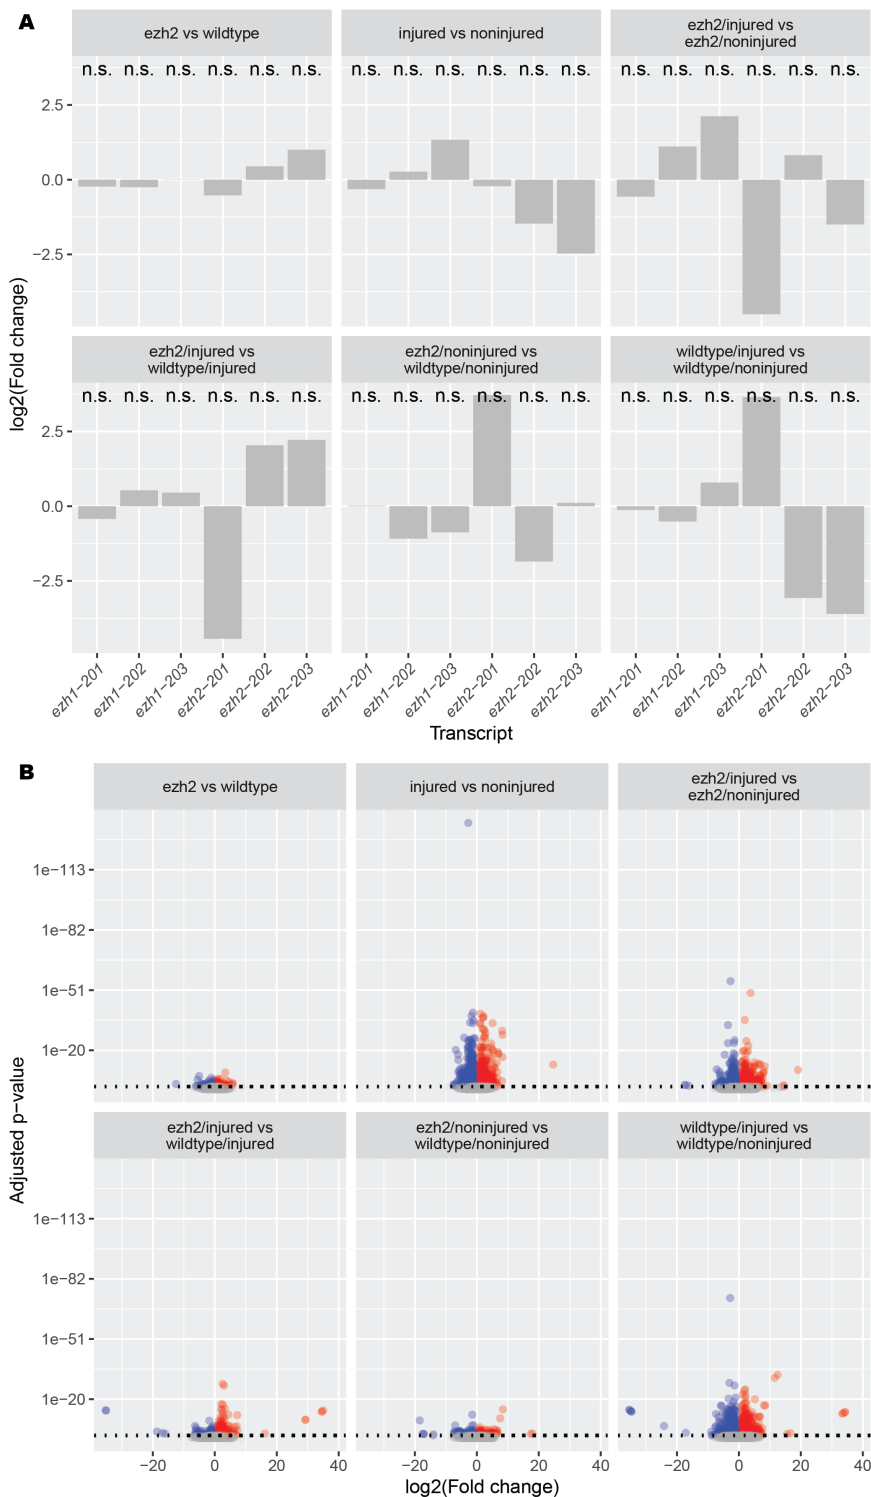 A
ezh2 vs wildtype
injured vs noninjured
ezh2/injured vs
ezh2/noninjured
n.s. n.s. n.s. n.s. n.s. n.s.
n.s. n.s. n.s. n.s. n.s. n.s.
n.s. n.s. n.s. n.s. n.s. n.s.
2.5
0.0
−2.5
log2(Fold change)
ezh2/injured vs
wildtype/injured
ezh2/noninjured vs
wildtype/noninjured
wildtype/injured vs
wildtype/noninjured
n.s. n.s. n.s. n.s. n.s. n.s.
n.s. n.s. n.s. n.s. n.s. n.s.
n.s. n.s. n.s. n.s. n.s. n.s.
2.5
0.0
−2.5
ezh1−201 ezh1−202 ezh1−203 ezh2−201 ezh2−202 ezh2−203
ezh1−201 ezh1−202 ezh1−203 ezh2−201 ezh2−202 ezh2−203
ezh1−201 ezh1−202 ezh1−203 ezh2−201 ezh2−202 ezh2−203
Transcript
B
ezh2 vs wildtype
injured vs noninjured
ezh2/injured vs
ezh2/noninjured
1e−113
1e−82
1e−51
1e−20
Adjusted p−value
ezh2/injured vs
wildtype/injured
ezh2/noninjured vs
wildtype/noninjured
wildtype/injured vs
wildtype/noninjured
1e−113
1e−82
1e−51
1e−20
−20 0 20 40
−20 0 20 40
−20 0 20 40
log2(Fold change)